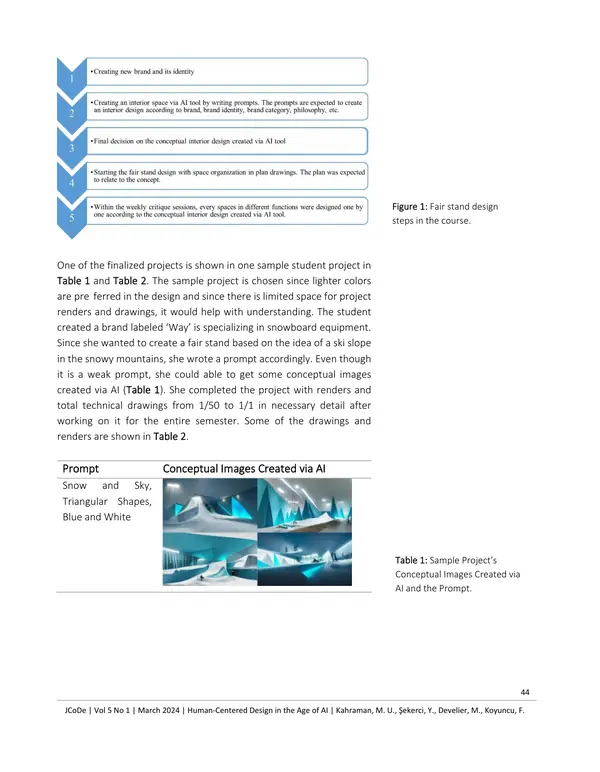 1
•Creating new brand and its identity
2
•Creating an interior space via AI tool by writing prompts. The prompts are expected to create
an interior design according to brand, brand identity, brand category, philosophy, etc.
3
•Final decision on the conceptual interior design created via AI tool
4
•Starting the fair stand design with space organization in plan drawings. The plan was expected
to relate to the concept.
5
•Within the weekly critique sessions, every spaces in different functions were designed one by
one according to the conceptual interior design created via AI tool.
Figure 1: Fair stand design
steps in the course.
One of the finalized projects is shown in one sample student project in
Table 1 and Table 2. The sample project is chosen since lighter colors
are pre ferred in the design and since there is limited space for project
renders and drawings, it would help with understanding. The student
created a brand labeled ‘Way’ is specializing in snowboard equipment.
Since she wanted to create a fair stand based on the idea of a ski slope
in the snowy mountains, she wrote a prompt accordingly. Even though
it is a weak prompt, she could able to get some conceptual images
created via AI (Table 1). She completed the project with renders and
total technical drawings from 1/50 to 1/1 in necessary detail after
working on it for the entire semester. Some of the drawings and
renders are shown in Table 2.
Prompt Conceptual Images Created via AI
Snow and Sky,
Triangular Shapes,
Blue and White
Table 1: Sample Project’s
Conceptual Images Created via
AI and the Prompt.
44
JCoDe | Vol 5 No 1 | March 2024 | Human-Centered Design in the Age of AI | Kahraman, M. U., Şekerci, Y., Develier, M., Koyuncu, F.